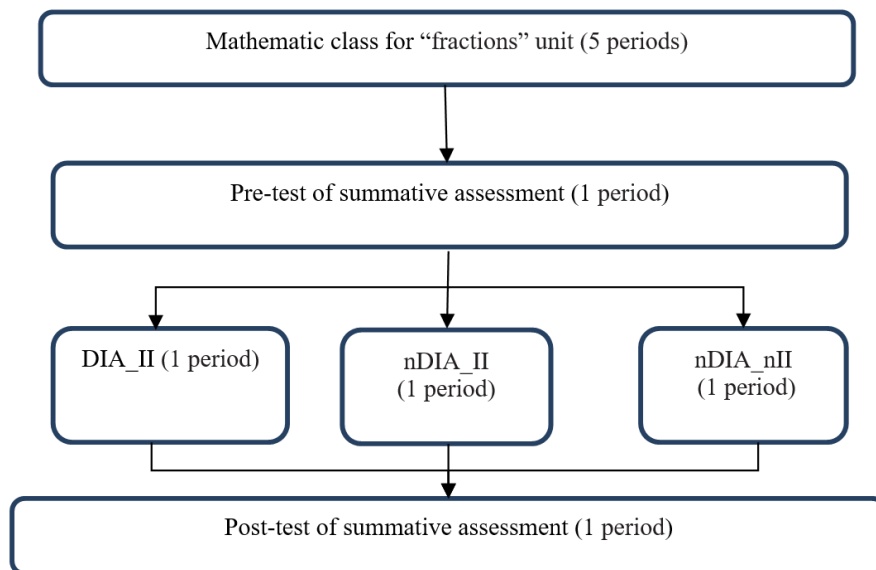 Mathematic class for “fractions” unit (5 periods)
Pre-test of summative assessment (1 period)
DIA_II (1 period)
nDIA_II
(1 period)
nDIA_nII
(1 period)
Post-test of summative assessment (1 period)